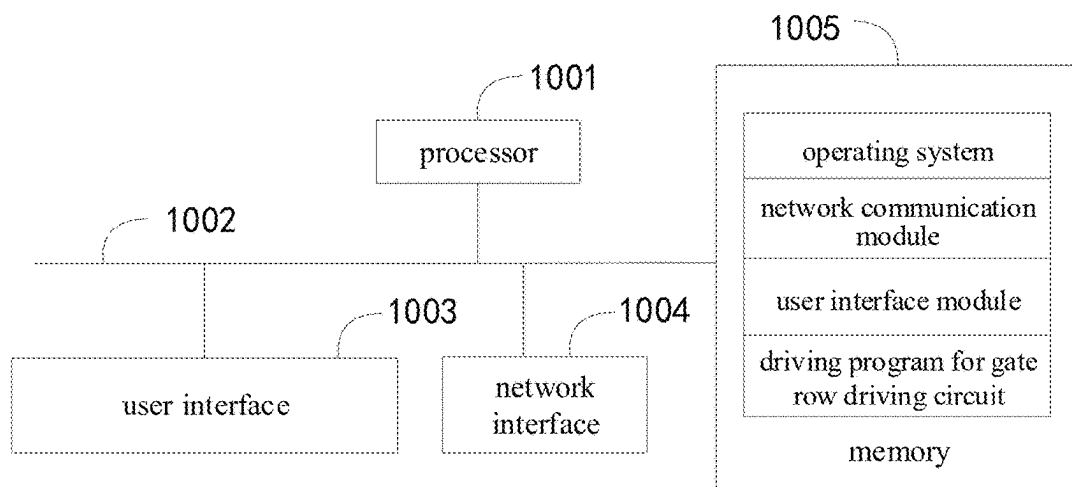 1005
1001
processor
operating system
network communication
module
1002
user interface module
1003
1004
user interface
network
interface
driving program for gate
row driving circuit
memory